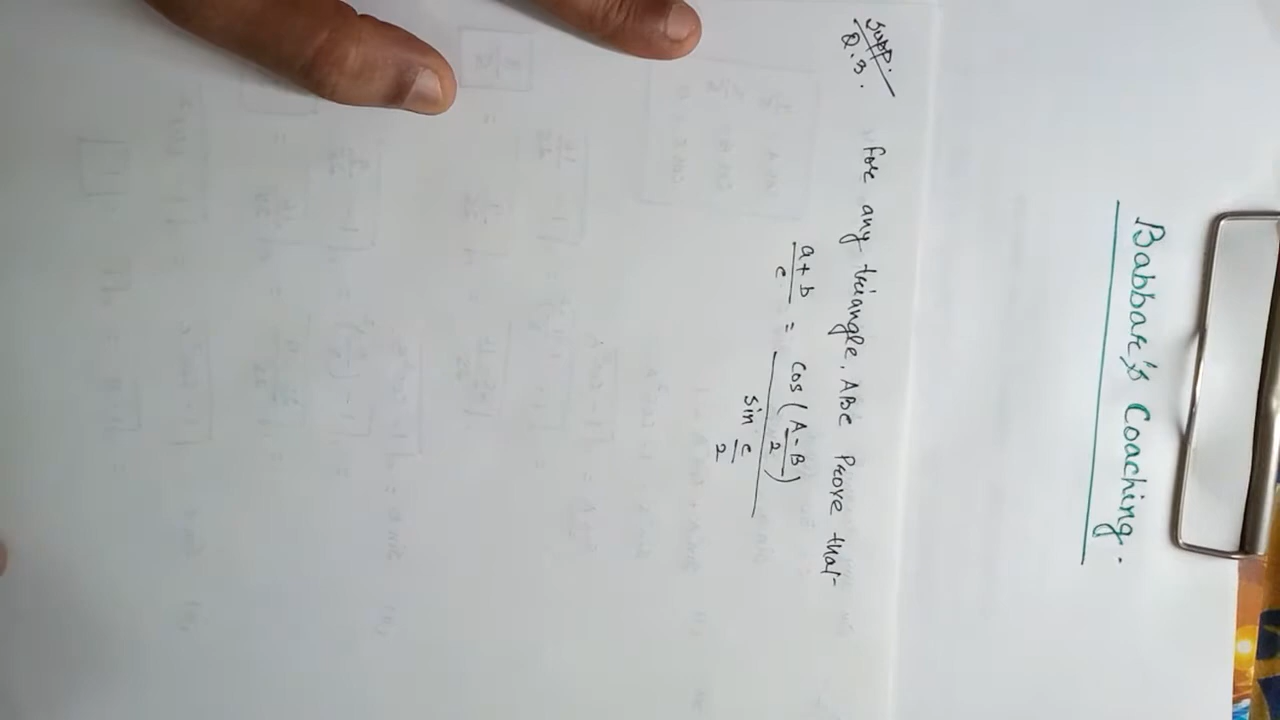 Babbar's Coaching.
Supp.
Q.3. For any triangle, ABC Prove that
a+b/c = cos(A-B/2)/sin c/2